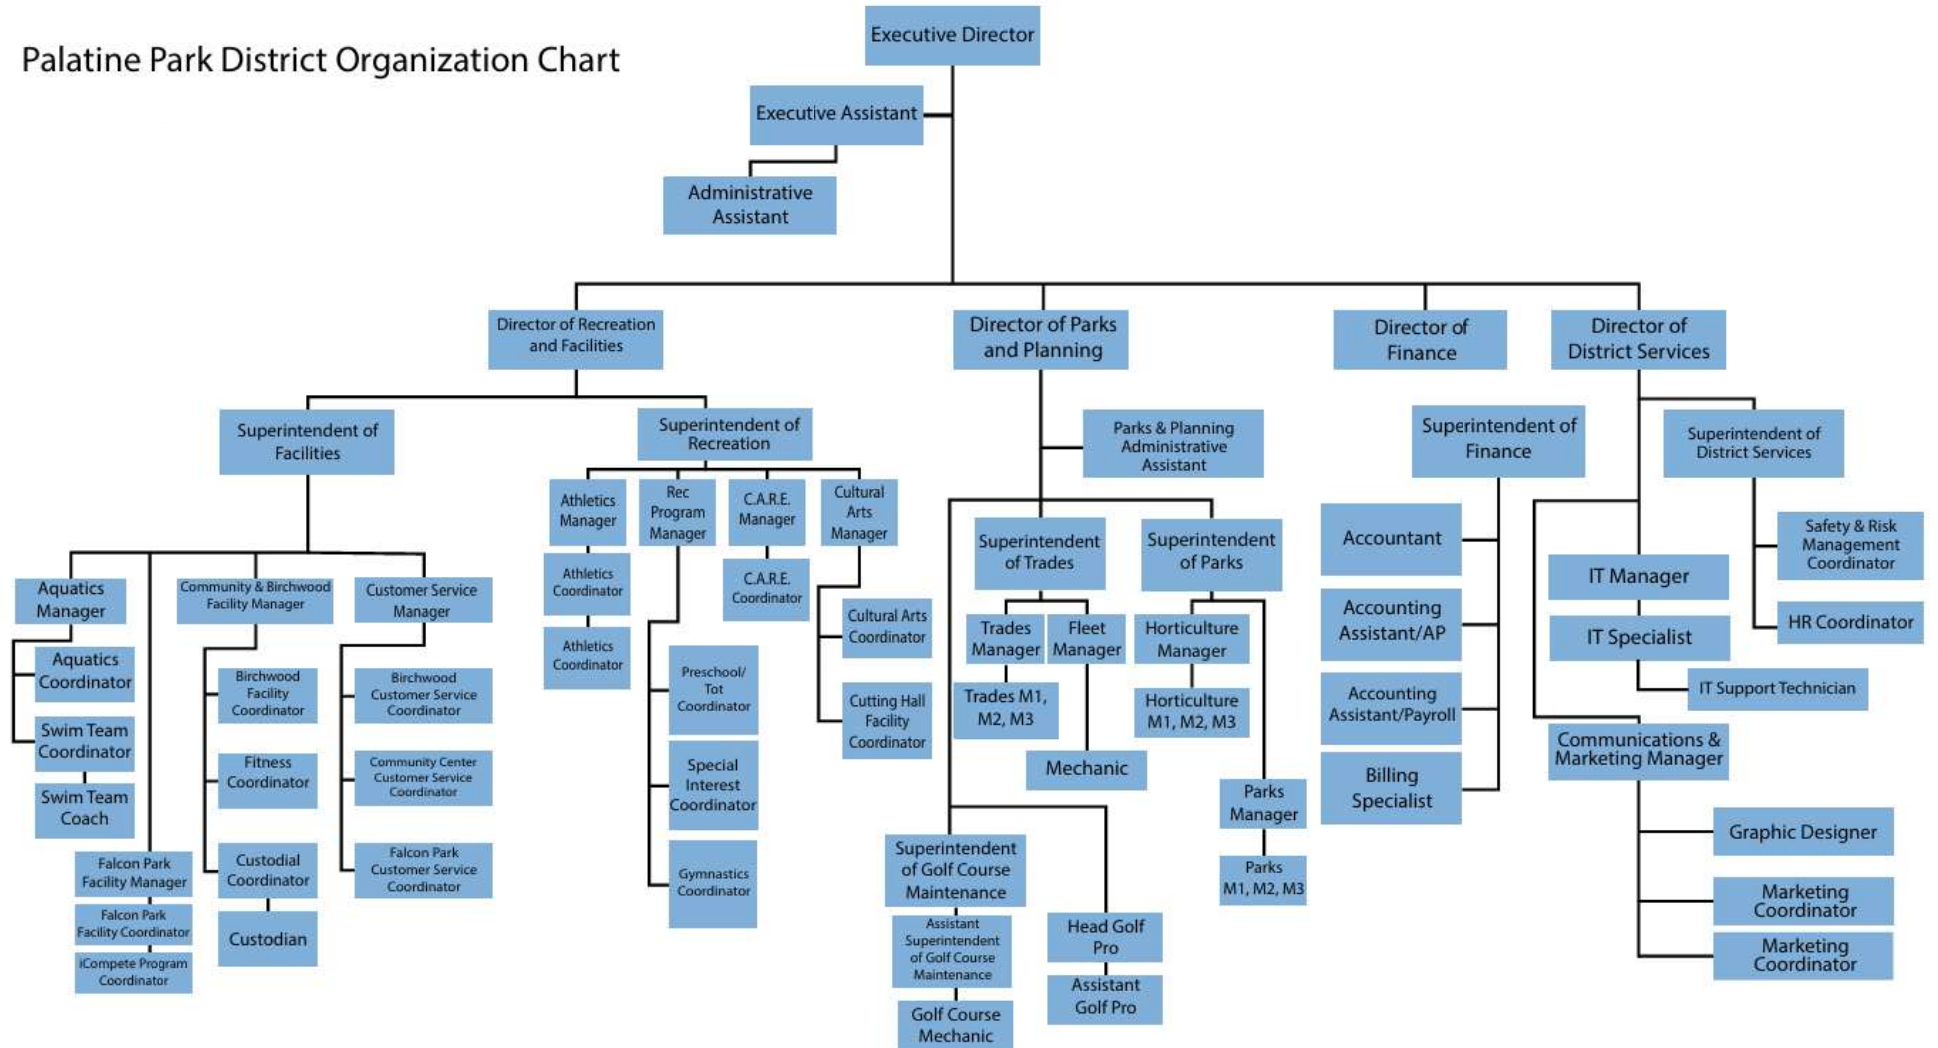 Palatine Park District Organization Chart
Executive Director
Executive Assistant
Administrative
Assistant
Director of Recreation
and Facilities
Director of Parks
and Planning
Director of
Finance
Director of
District Services
Superintendent of
Facilities
Superintendent of
Recreation
Parks & Planning
Administrative
Assistant
Superintendent of
Finance
Superintendent of
District Services
Athletics
Manager
Rec
Program
Manager
C.A.R.E.
Manager
Cultural
Arts
Manager
Athletics
Coordinator
Athletics
Coordinator
C.A.R.E.
Coordinator
Cultural Arts
Coordinator
Cutting Hall
Facility
Coordinator
Preschool/
Tot
Coordinator
Special
Interest
Coordinator
Gymnastics
Coordinator
Aquatics
Manager
Community & Birchwood
Facility Manager
Customer Service
Manager
Aquatics
Coordinator
Swim Team
Coordinator
Swim Team
Coach
Falcon Park
Facility Manager
Falcon Park
Facility Coordinator
iCompete Program
Coordinator
Birchwood
Facility
Coordinator
Fitness
Coordinator
Custodial
Coordinator
Custodian
Birchwood
Customer Service
Coordinator
Community Center
Customer Service
Coordinator
Falcon Park
Customer Service
Coordinator
Superintendent
of Trades
Superintendent
of Parks
Trades
Manager
Fleet
Manager
Horticulture
Manager
Trades M1,
M2, M3
Mechanic
Horticulture
M1, M2, M3
Parks
Manager
Parks
M1, M2, M3
Superintendent
of Golf Course
Maintenance
Assistant
Superintendent
of Golf Course
Maintenance
Golf Course
Mechanic
Head Golf
Pro
Assistant
Golf Pro
Accountant
Accounting
Assistant/AP
Accounting
Assistant/Payroll
Billing
Specialist
Safety & Risk
Management
Coordinator
HR Coordinator
IT Manager
IT Specialist
IT Support Technician
Communications &
Marketing Manager
Graphic Designer
Marketing
Coordinator
Marketing
Coordinator